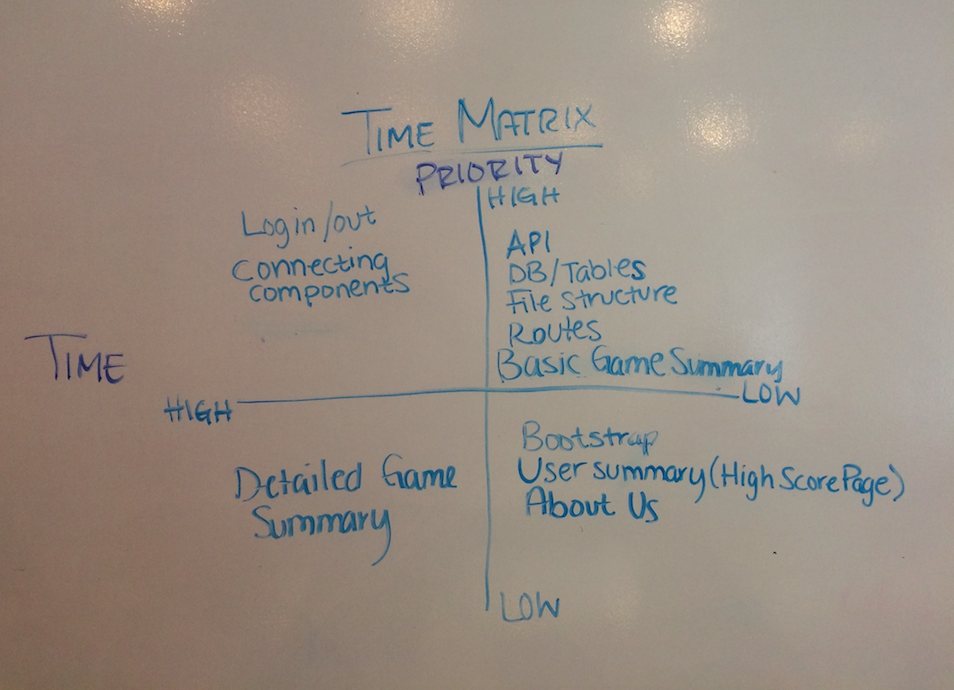 TIME MATRIX
PRIORITY
HIGH
Login/out
Connecting
components
API
DB/Tables
File structure
Routes
Basic Game Summary
TIME
HIGH
LOW
Detailed Game
Summary
Bootstrap
User summary (High Score Page)
About Us
LOW